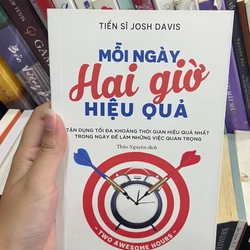 TIẾN SĨ JOSH DAVIS
MỖI NGÀY
Hai giờ
HIỆU QUẢ
TẬN DỤNG TỐI ĐA KHOẢNG THỜI GIAN HIỆU QUẢ NHẤT
TRONG NGÀY ĐỂ LÀM NHỮNG VIỆC QUAN TRỌNG
Thảo Nguyên dịch
TWO AWESOME HOURS